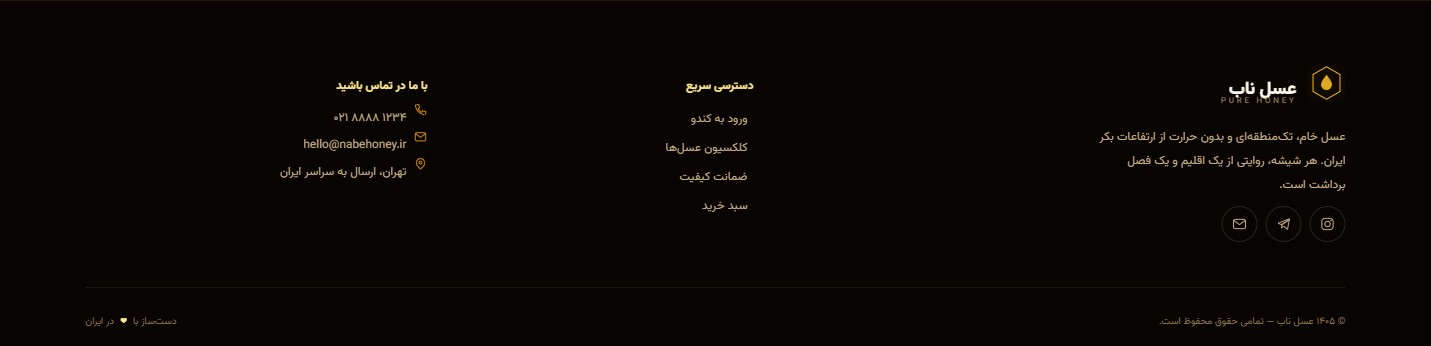 عسل ناب
PURE HONEY
عسل خام، تک‌منطقه‌ای و بدون حرارت از ارتفاعات بکر
ایران. هر شیشه، روایتی از یک اقلیم و یک فصل
برداشت است.
دسترسی سریع
ورود به کندو
کلکسیون عسل‌ها
ضمانت کیفیت
سبد خرید
با ما در تماس باشید
۰۲۱ ۸۸۸۸ ۱۲۳۴
hello@nabehoney.ir
تهران، ارسال به سراسر ایران
© ۱۴۰۵ عسل ناب — تمامی حقوق محفوظ است.
دست‌ساز با ♥ در ایران